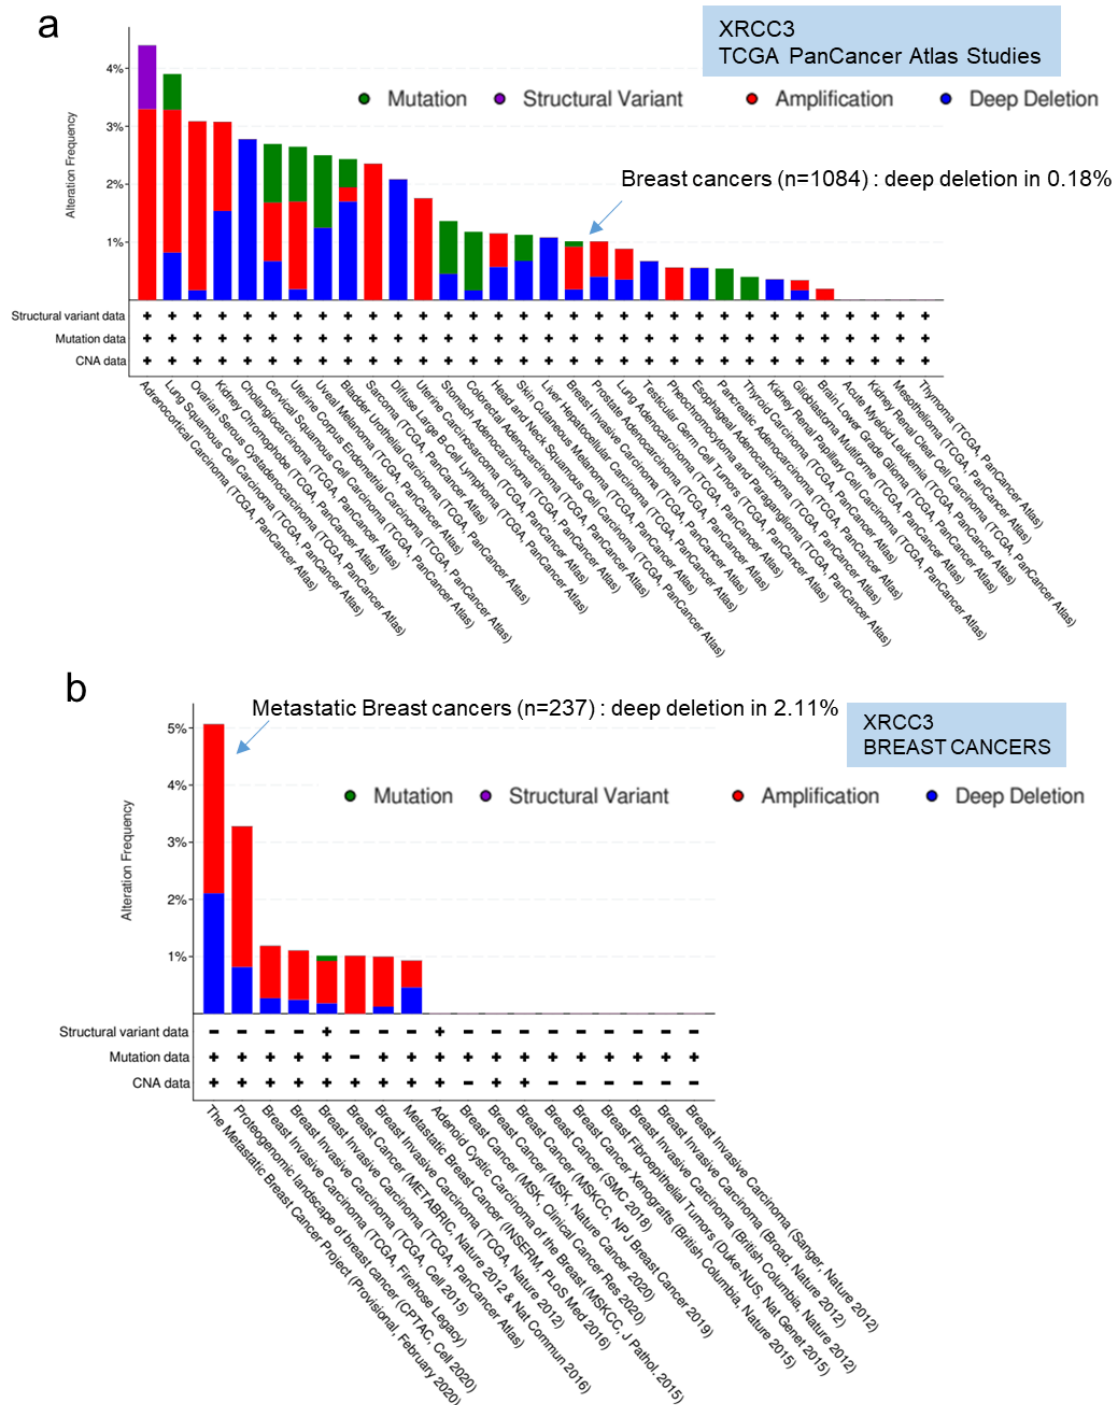 a
XRCC3
TCGA PanCancer Atlas Studies
Mutation
Structural Variant
Amplification
Deep Deletion
4%
3%
2%
1%
Alteration Frequency
Breast cancers (n=1084) : deep deletion in 0.18%
Structural variant data + + + + + + + + + + + + + + + + + + + + + + + + + + + + + + + +
Mutation data + + + + + + + + + + + + + + + + + + + + + + + + + + + + + + + +
CNA data + + + + + + + + + + + + + + + + + + + + + + + + + + + + + + + +
Adrenocortical Carcinoma (TCGA, PanCancer Atlas)
Lung Squamous Cell Carcinoma (TCGA, PanCancer Atlas)
Ovarian Serous Cystadenocarcinoma (TCGA, PanCancer Atlas)
Kidney Chromophobe (TCGA, PanCancer Atlas)
Cholangiocarcinoma (TCGA, PanCancer Atlas)
Cervical Squamous Cell Carcinoma (TCGA, PanCancer Atlas)
Uterine Corpus Endometrial Carcinoma (TCGA, PanCancer Atlas)
Uveal Melanoma (TCGA, PanCancer Atlas)
Bladder Urothelial Carcinoma (TCGA, PanCancer Atlas)
Sarcoma (TCGA, PanCancer Atlas)
Diffuse Large B-Cell Lymphoma (TCGA, PanCancer Atlas)
Uterine Carcinosarcoma (TCGA, PanCancer Atlas)
Stomach Adenocarcinoma (TCGA, PanCancer Atlas)
Colorectal Adenocarcinoma (TCGA, PanCancer Atlas)
Head and Neck Squamous Cell Carcinoma (TCGA, PanCancer Atlas)
Skin Cutaneous Melanoma (TCGA, PanCancer Atlas)
Liver Hepatocellular Carcinoma (TCGA, PanCancer Atlas)
Breast Invasive Carcinoma (TCGA, PanCancer Atlas)
Prostate Adenocarcinoma (TCGA, PanCancer Atlas)
Lung Adenocarcinoma (TCGA, PanCancer Atlas)
Testicular Germ Cell Tumors (TCGA, PanCancer Atlas)
Pheochromocytoma and Paraganglioma (TCGA, PanCancer Atlas)
Esophageal Adenocarcinoma (TCGA, PanCancer Atlas)
Pancreatic Adenocarcinoma (TCGA, PanCancer Atlas)
Thyroid Carcinoma (TCGA, PanCancer Atlas)
Kidney Renal Papillary Cell Carcinoma (TCGA, PanCancer Atlas)
Glioblastoma Multiforme (TCGA, PanCancer Atlas)
Brain Lower Grade Glioma (TCGA, PanCancer Atlas)
Acute Myeloid Leukemia (TCGA, PanCancer Atlas)
Kidney Renal Clear Cell Carcinoma (TCGA, PanCancer Atlas)
Mesothelioma (TCGA, PanCancer Atlas)
Thymoma (TCGA, PanCancer Atlas)
b
Metastatic Breast cancers (n=237) : deep deletion in 2.11%
XRCC3
BREAST CANCERS
Mutation
Structural Variant
Amplification
Deep Deletion
5%
4%
3%
2%
1%
Alteration Frequency
Structural variant data - - - - + - - - + - - - - - - - - -
Mutation data + + + + + - + + + + + + + + + + + +
CNA data + + + + + + + + + - + + - - - - - -
The Metastatic Breast Cancer Project (Provisional, February 2020)
Proteogenomic landscape of breast cancer (CPTAC, Cell 2020)
Breast Invasive Carcinoma (TCGA, Firehose Legacy)
Breast Invasive Carcinoma (TCGA, Cell 2015)
Breast Invasive Carcinoma (TCGA, PanCancer Atlas)
Breast Cancer (METABRIC, Nature 2012 & Nat Commun 2016)
Breast Invasive Carcinoma (TCGA, Nature 2012)
Metastatic Breast Cancer (INSERM, PLoS Med 2016)
Adenoid Cystic Carcinoma of the Breast (MSKCC, J Pathol. 2015)
Breast Cancer (MSK, Clinical Cancer Res 2020)
Breast Cancer (MSK, Nature Cancer 2020)
Breast Cancer (MSKCC, NPJ Breast Cancer 2019)
Breast Cancer (SMC 2018)
Breast Cancer Xenografts (British Columbia, Nature 2015)
Breast Fibroepithelial Tumors (Duke-NUS, Nat Genet 2015)
Breast Invasive Carcinoma (British Columbia, Nature 2012)
Breast Invasive Carcinoma (Broad, Nature 2012)
Breast Invasive Carcinoma (Sanger, Nature 2012)